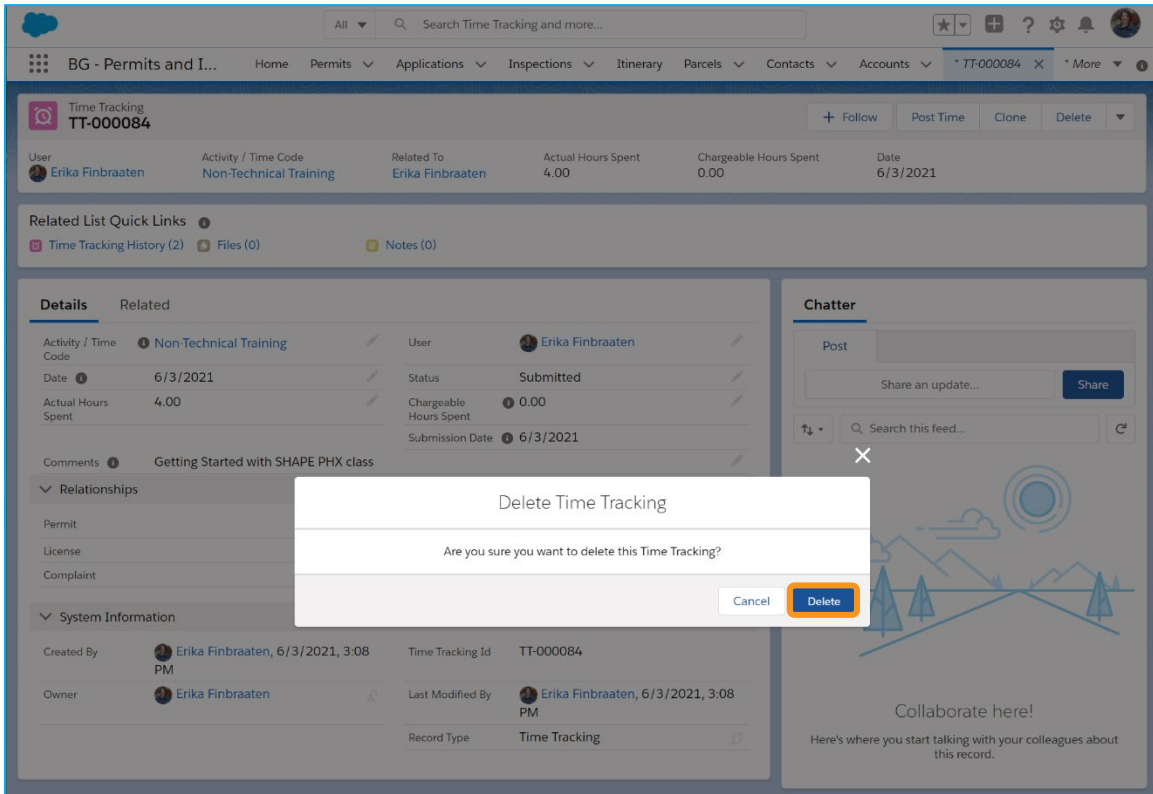 All
Search Time Tracking and more...
BG - Permits and I...
Home Permits Applications Inspections Itinerary Parcels Contacts Accounts * TT-000084 * More
Time Tracking
TT-000084
+ Follow Post Time Clone Delete
User Activity / Time Code Related To Actual Hours Spent Chargeable Hours Spent Date
Erika Finbraaten Non-Technical Training Erika Finbraaten 4.00 0.00 6/3/2021
Related List Quick Links
Time Tracking History (2) Files (0) Notes (0)
Details Related
Activity / Time Code Non-Technical Training User Erika Finbraaten
Date 6/3/2021 Status Submitted
Actual Hours Spent 4.00 Chargeable Hours Spent 0.00
Submission Date 6/3/2021
Comments Getting Started with SHAPE PHX class
Relationships
Permit
License
Complaint
System Information
Created By Erika Finbraaten, 6/3/2021, 3:08 PM Time Tracking Id TT-000084
Owner Erika Finbraaten Last Modified By Erika Finbraaten, 6/3/2021, 3:08 PM
Record Type Time Tracking
Chatter
Post
Share an update... Share
Search this feed...
Collaborate here!
Here's where you start talking with your colleagues about
this record.
Delete Time Tracking
Are you sure you want to delete this Time Tracking?
Cancel Delete